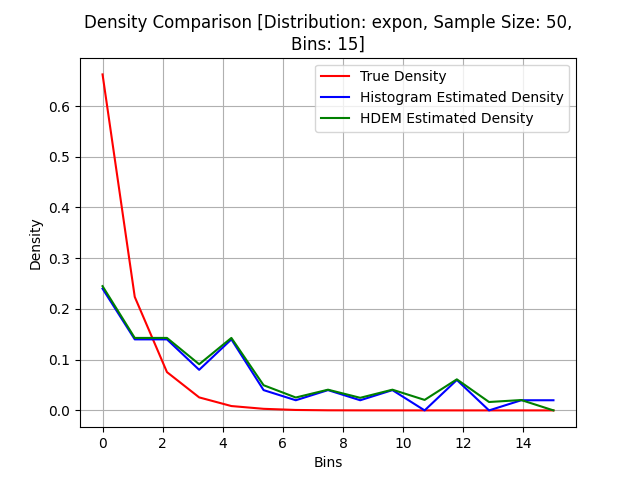 Density Comparison [Distribution: expon, Sample Size: 50,
Bins: 15]
True Density
Histogram Estimated Density
HDEM Estimated Density
Density
0.6
0.5
0.4
0.3
0.2
0.1
0.0
0 2 4 6 8 10 12 14
Bins